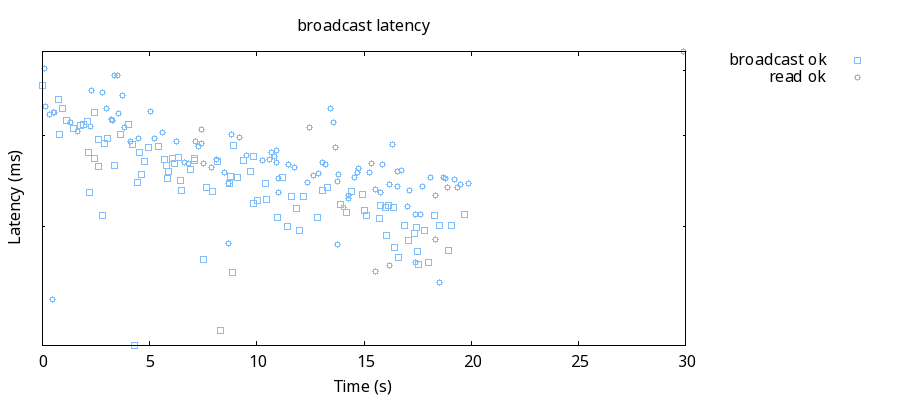 broadcast latency
broadcast ok
read ok
Latency (ms)
0 5 10 15 20 25 30
Time (s)